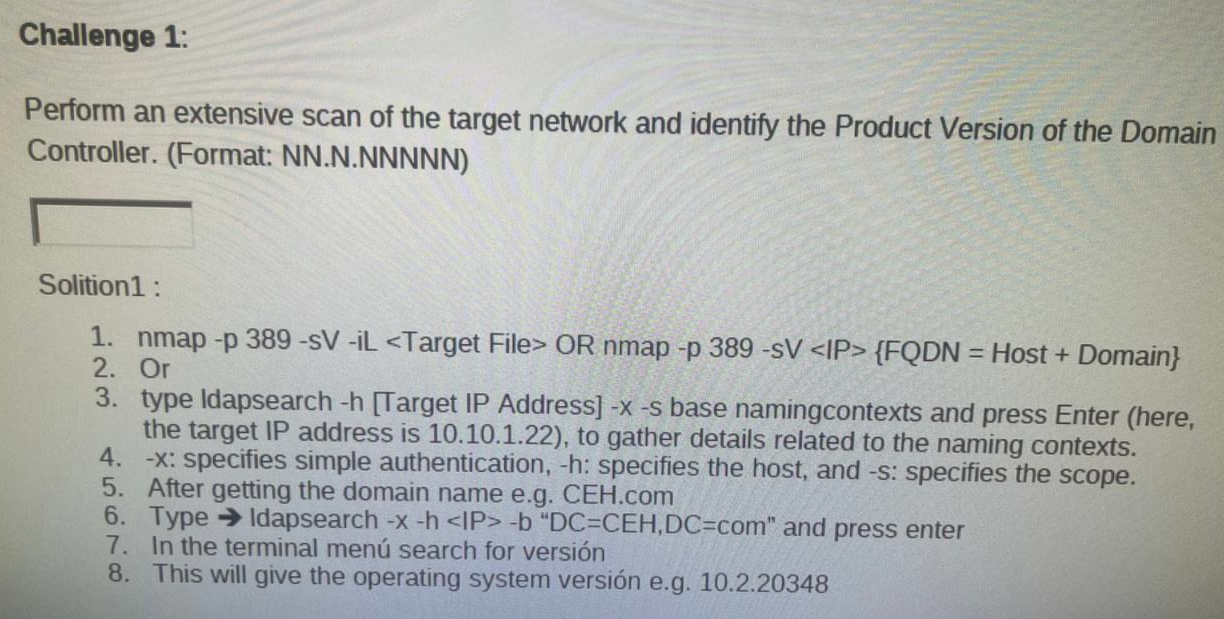 Challenge 1:
Perform an extensive scan of the target network and identify the Product Version of the Domain
Controller. (Format: NN.N.NNNNN)
Solition1 :
1. nmap -p 389 -sV -iL <Target File> OR nmap -p 389 -sV <IP> {FQDN = Host + Domain}
2. Or
3. type ldapsearch -h [Target IP Address] -x -s base namingcontexts and press Enter (here,
the target IP address is 10.10.1.22), to gather details related to the naming contexts.
4. -x: specifies simple authentication, -h: specifies the host, and -s: specifies the scope.
5. After getting the domain name e.g. CEH.com
6. Type ➔ ldapsearch -x -h <IP> -b “DC=CEH,DC=com” and press enter
7. In the terminal menú search for versión
8. This will give the operating system versión e.g. 10.2.20348